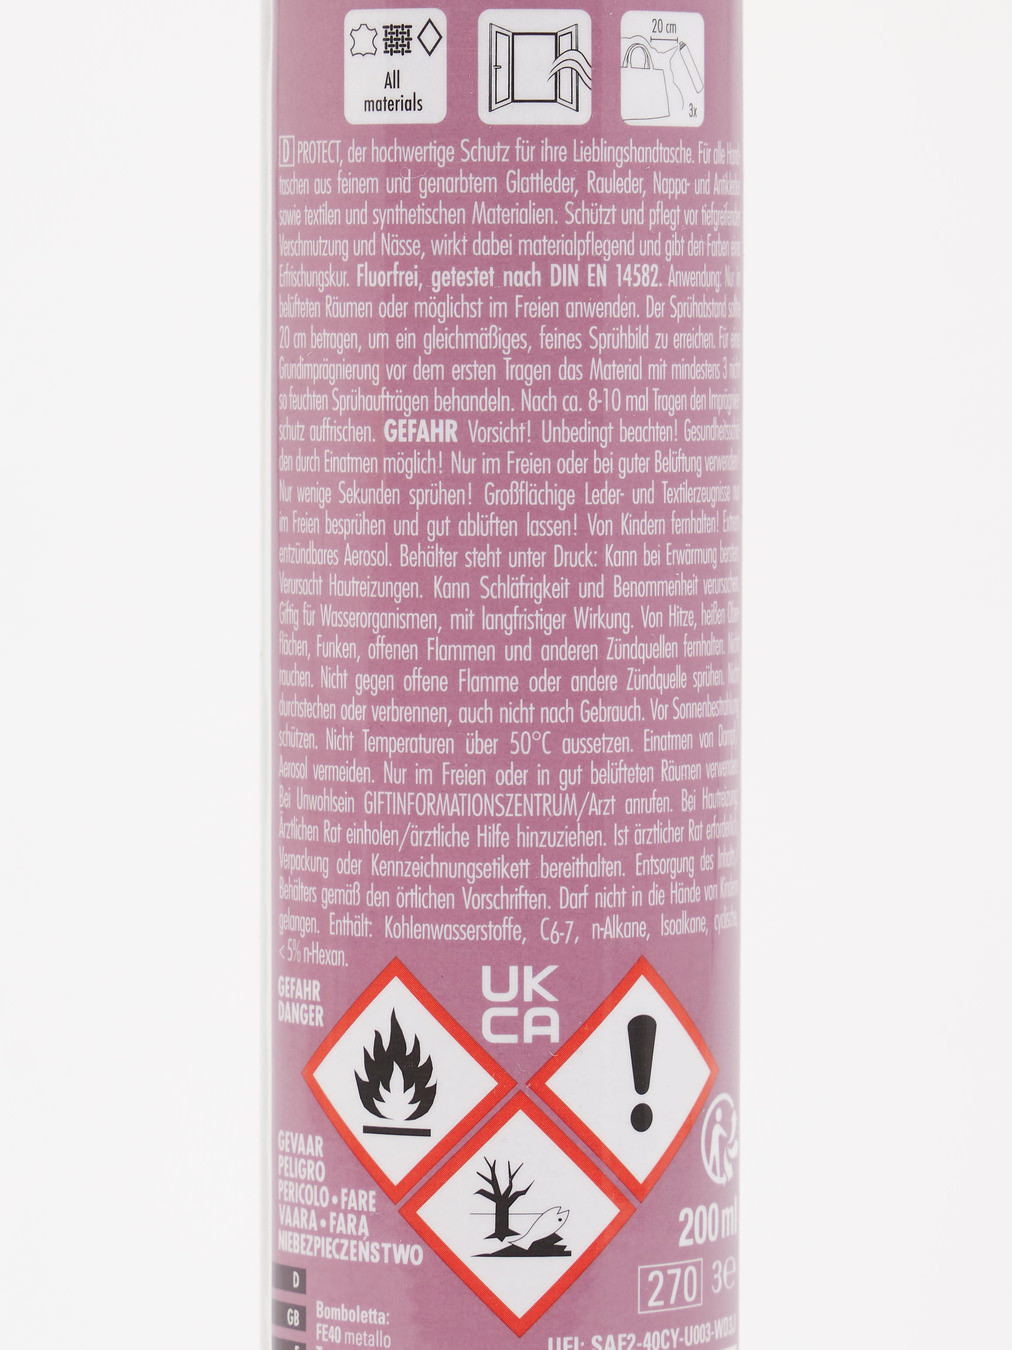 20 cm
All
materials
3x
D PROTECT, der hochwertige Schutz für ihre Lieblingshandtasche. Für alle Hand-
taschen aus feinem und genarbtem Glattleder, Rauleder, Nappa- und Antikleder
sowie textilen und synthetischen Materialien. Schützt und pflegt vor tiefgreifender
Verschmutzung und Nässe, wirkt dabei materialpflegend und gibt den Farben eine
Erfrischungskur. Fluorfrei, getestet nach DIN EN 14582. Anwendung: Nur in
belüfteten Räumen oder möglichst im Freien anwenden. Der Sprühabstand sollte
20 cm betragen, um ein gleichmäßiges, feines Sprühbild zu erreichen. Für eine
Grundimprägnierung vor dem ersten Tragen das Material mit mindestens 3 nicht
so feuchten Sprühaufträgen behandeln. Nach ca. 8-10 mal Tragen den Imprägnier-
schutz auffrischen. GEFAHR Vorsicht! Unbedingt beachten! Gesundheitsschä-
den durch Einatmen möglich! Nur im Freien oder bei guter Belüftung verwenden!
Nur wenige Sekunden sprühen! Großflächige Leder- und Textilerzeugnisse nur
im Freien besprühen und gut ablüften lassen! Von Kindern fernhalten! Extrem
entzündbares Aerosol. Behälter steht unter Druck: Kann bei Erwärmung bersten.
Verursacht Hautreizungen. Kann Schläfrigkeit und Benommenheit verursachen.
Giftig für Wasserorganismen, mit langfristiger Wirkung. Von Hitze, heißen Ober-
flächen, Funken, offenen Flammen und anderen Zündquellen fernhalten. Nicht
rauchen. Nicht gegen offene Flamme oder andere Zündquelle sprühen. Nicht
durchstechen oder verbrennen, auch nicht nach Gebrauch. Vor Sonnenbestrahlung
schützen. Nicht Temperaturen über 50°C aussetzen. Einatmen von Dampf,
Aerosol vermeiden. Nur im Freien oder in gut belüfteten Räumen verwenden.
Bei Unwohlsein GIFTINFORMATIONSZENTRUM/Arzt anrufen. Bei Hautreizung:
Ärztlichen Rat einholen/ärztliche Hilfe hinzuziehen. Ist ärztlicher Rat erforderlich,
Verpackung oder Kennzeichnungsetikett bereithalten. Entsorgung des Inhalts/
Behälters gemäß den örtlichen Vorschriften. Darf nicht in die Hände von Kindern
gelangen. Enthält: Kohlenwasserstoffe, C6-7, n-Alkane, Isoalkane, cyclische,
< 5% n-Hexan.
GEFAHR
DANGER
UK
CA
GEVAAR
PELIGRO
PERICOLO • FARE
VAARA • FARA
NIEBEZPIECZEŃSTWO
200 ml
270 3e
D
GB
Bomboletta:
FE40 metallo
UFI: SAF2-40CY-U003-